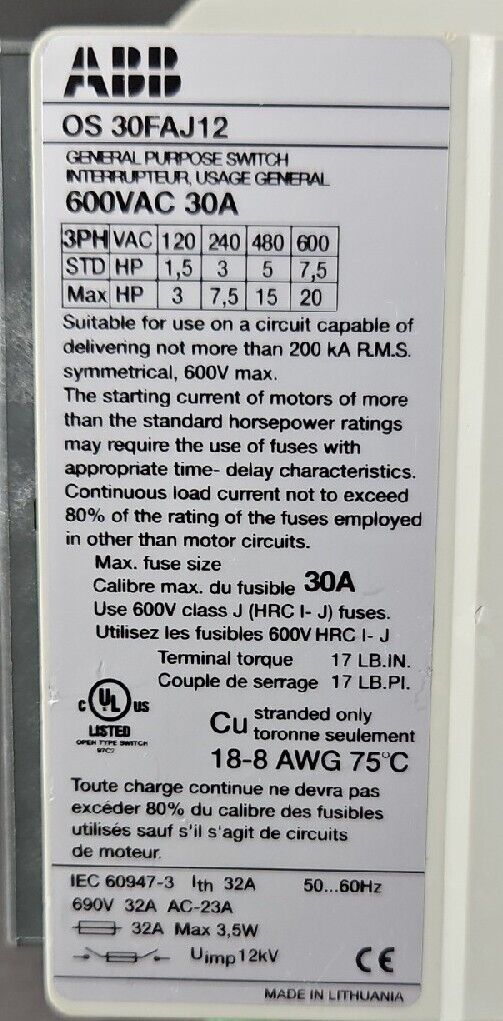 ABB
OS 30FAJ12
GENERAL PURPOSE SWITCH
INTERRUPTEUR, USAGE GENERAL
600VAC 30A
3PH VAC 120 240 480 600
STD HP 1,5 3 5 7,5
Max HP 3 7,5 15 20
Suitable for use on a circuit capable of
delivering not more than 200 kA R.M.S.
symmetrical, 600V max.
The starting current of motors of more
than the standard horsepower ratings
may require the use of fuses with
appropriate time- delay characteristics.
Continuous load current not to exceed
80% of the rating of the fuses employed
in other than motor circuits.
Max. fuse size
Calibre max. du fusible 30A
Use 600V class J (HRC I- J) fuses.
Utilisez les fusibles 600V HRC I- J
Terminal torque 17 LB.IN.
Couple de serrage 17 LB.PI.
c UL us
LISTED
OPEN TYPE SWITCH
97C2
Cu stranded only
toronne seulement
18-8 AWG 75°C
Toute charge continue ne devra pas
excéder 80% du calibre des fusibles
utilisés sauf s'il s'agit de circuits
de moteur.
IEC 60947-3 Ith 32A 50...60Hz
690V 32A AC-23A
32A Max 3,5W
Uimp 12kV
CE
MADE IN LITHUANIA